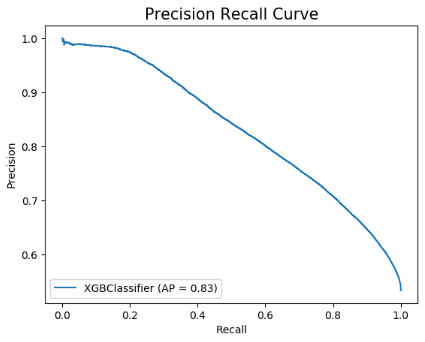 Precision Recall Curve
1.0
0.9
0.8
0.7
0.6
Precision
XGBClassifier (AP = 0.83)
0.0 0.2 0.4 0.6 0.8 1.0
Recall